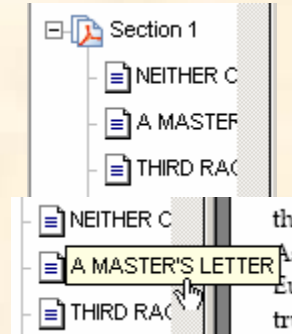 Section 1
NEITHER C
A MASTER
THIRD RAC
NEITHER C
th
A MASTER'S LETTER
THIRD RAC
tr